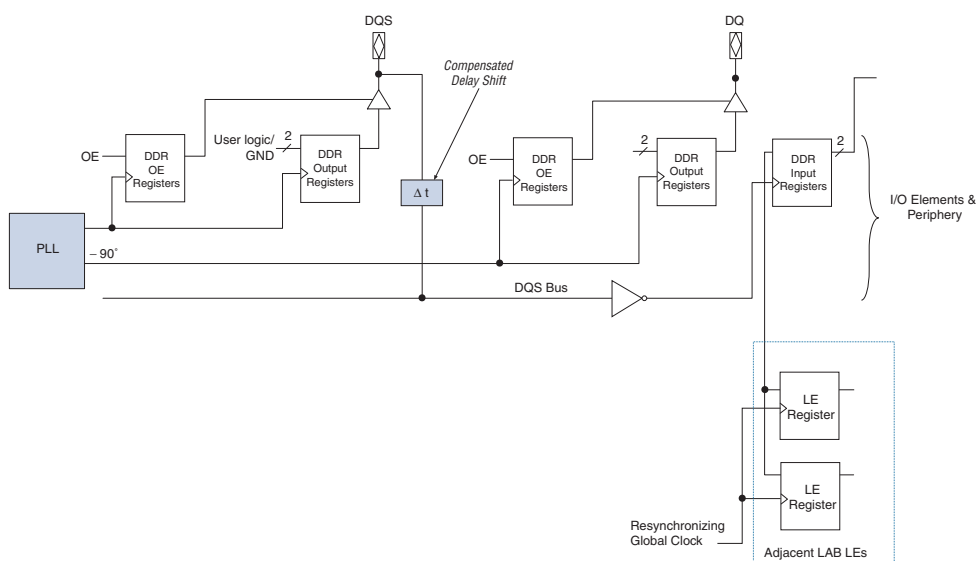 DQS
DQ
Compensated
Delay Shift
User logic/
GND
2
OE
DDR
OE
Registers
DDR
Output
Registers
OE
DDR
OE
Registers
2
DDR
Output
Registers
DDR
Input
Registers
2
I/O Elements &
Periphery
Δ t
PLL
– 90˚
DQS Bus
LE
Register
LE
Register
Resynchronizing
Global Clock
Adjacent LAB LEs